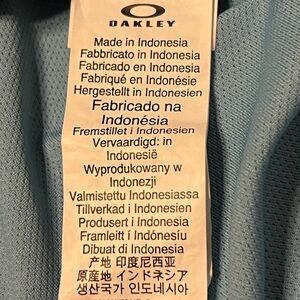 OAKLEY
Made in Indonesia
Fabbricato in Indonesia
Fabricado en Indonesia
Fabriqué en Indonésie
Hergestellt in Indonesien
Fabricado na
Indonésia
Fremstillet i Indonesien
Vervaardigd: in
Indonesië
Wyprodukowany w
Indonezji
Valmistettu Indonesiassa
Tillverkad i Indonesien
Produsert i Indonesia
Framleitt í Indónesíu
Dibuat di Indonesia
产地 印度尼西亚
原産地 インドネシア
생산국가 인도네시아